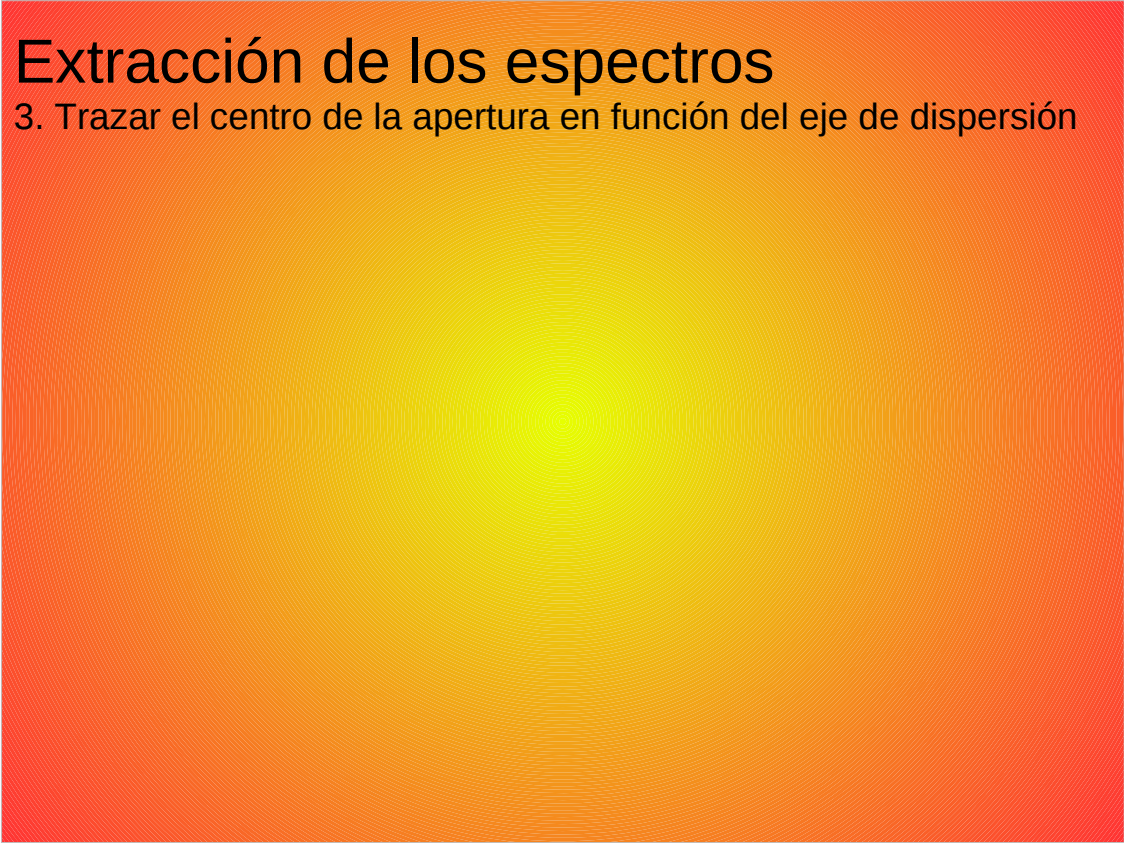 Extracción de los espectros
3. Trazar el centro de la apertura en función del eje de dispersión